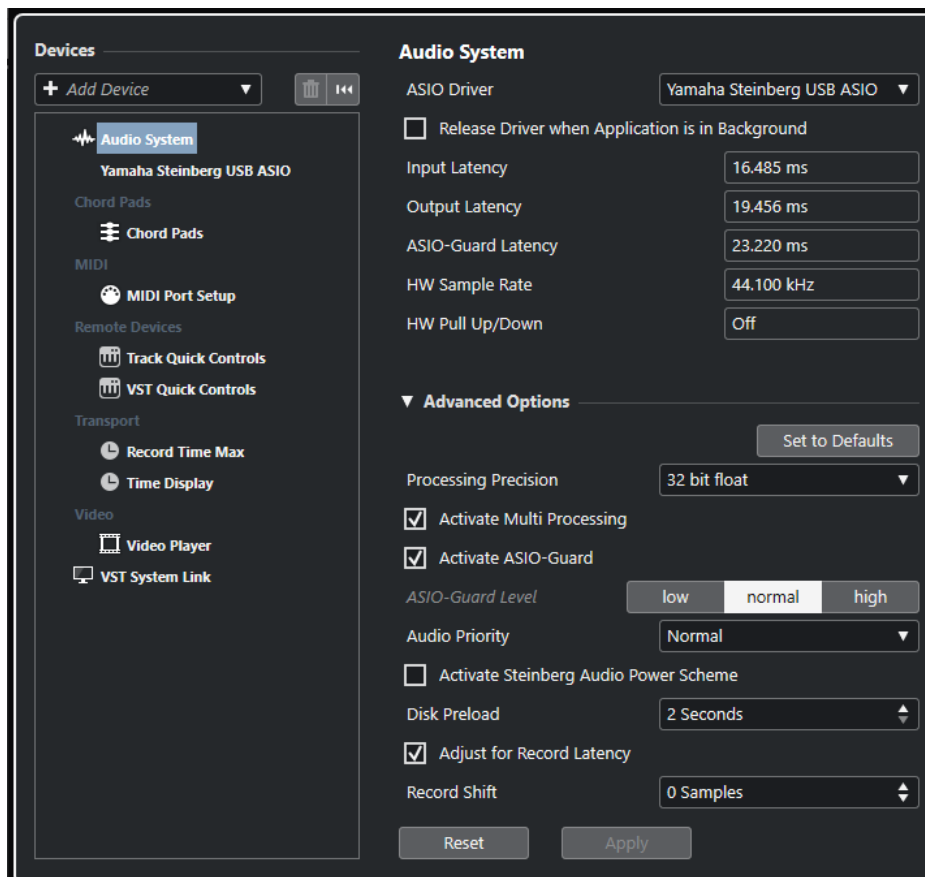 Devices
Add Device
Audio System
Yamaha Steinberg USB ASIO
Chord Pads
Chord Pads
MIDI
MIDI Port Setup
Remote Devices
Track Quick Controls
VST Quick Controls
Transport
Record Time Max
Time Display
Video
Video Player
VST System Link
Audio System
ASIO Driver Yamaha Steinberg USB ASIO
Release Driver when Application is in Background
Input Latency 16.485 ms
Output Latency 19.456 ms
ASIO-Guard Latency 23.220 ms
HW Sample Rate 44.100 kHz
HW Pull Up/Down Off
Advanced Options
Set to Defaults
Processing Precision 32 bit float
Activate Multi Processing
Activate ASIO-Guard
ASIO-Guard Level low normal high
Audio Priority Normal
Activate Steinberg Audio Power Scheme
Disk Preload 2 Seconds
Adjust for Record Latency
Record Shift 0 Samples
Reset Apply